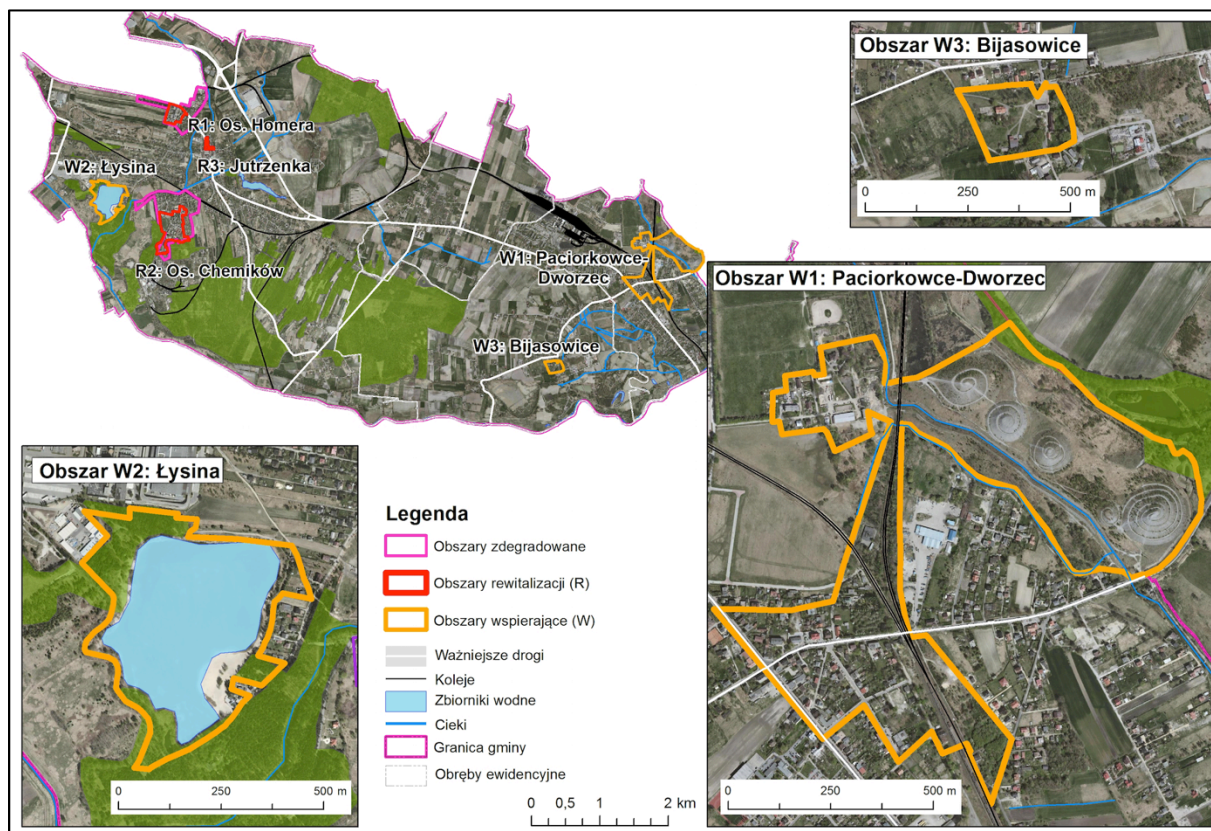 Obszar W3: Bijasowice
0 250 500 m
R1: Os. Homera
R3: Jutrzenka
W2: Łysina
R2: Os. Chemików
W1: Paciorkowce-
Dworzec
W3: Bijasowice
Obszar W1: Paciorkowce-Dworzec
0 250 500 m
Obszar W2: Łysina
0 250 500 m
Legenda
Obszary zdegradowane
Obszary rewitalizacji (R)
Obszary wspierające (W)
Ważniejsze drogi
Koleje
Zbiorniki wodne
Cieki
Granica gminy
Obręby ewidencyjne
0 0,5 1 2 km